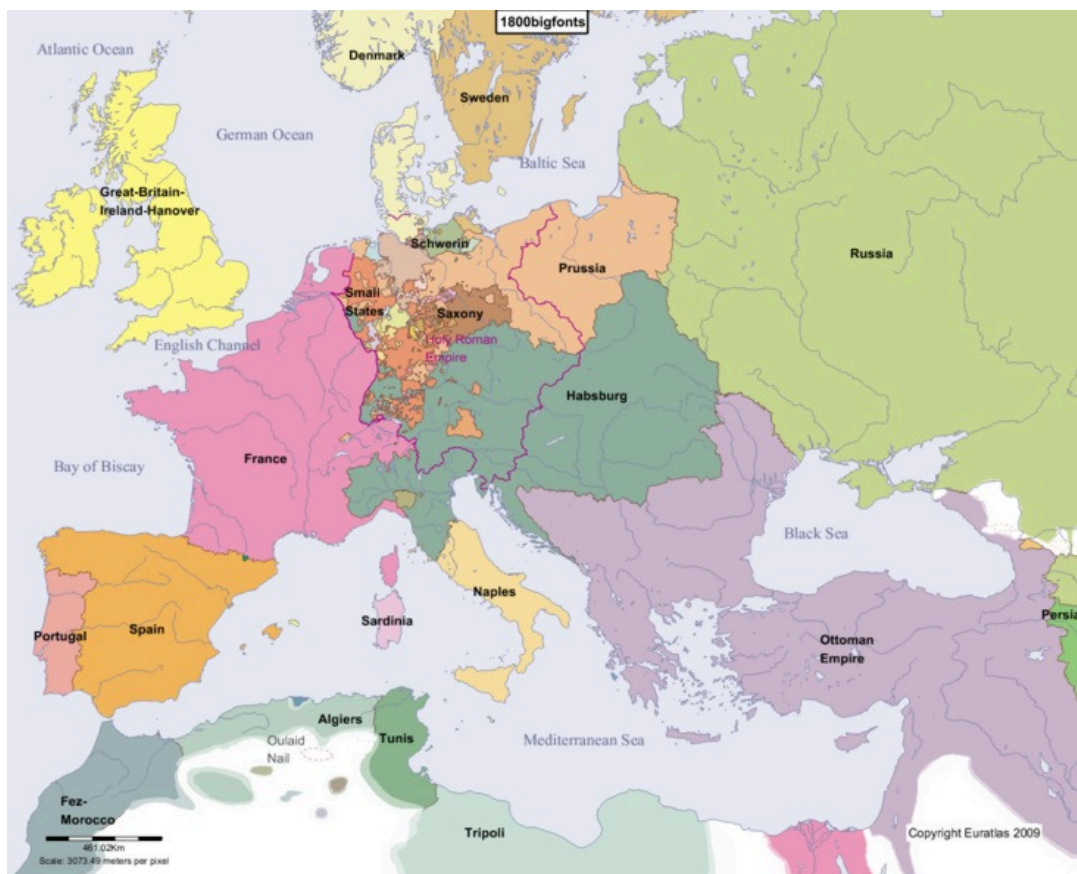 1800bigfonts
Atlantic Ocean
Denmark
Sweden
German Ocean
Baltic Sea
Great-Britain-
Ireland-Hanover
Schwerin
Russia
Prussia
Small
States
Saxony
English Channel
Holy Roman
Empire
Habsburg
France
Bay of Biscay
Black Sea
Naples
Sardinia
Persia
Portugal
Spain
Ottoman
Empire
Algiers
Tunis
Oulaid
Nail
Mediterranean Sea
Fez-
Morocco
Tripoli
Copyright Euratlas 2009
461.02Km
Scale: 3073.49 meters per pixel